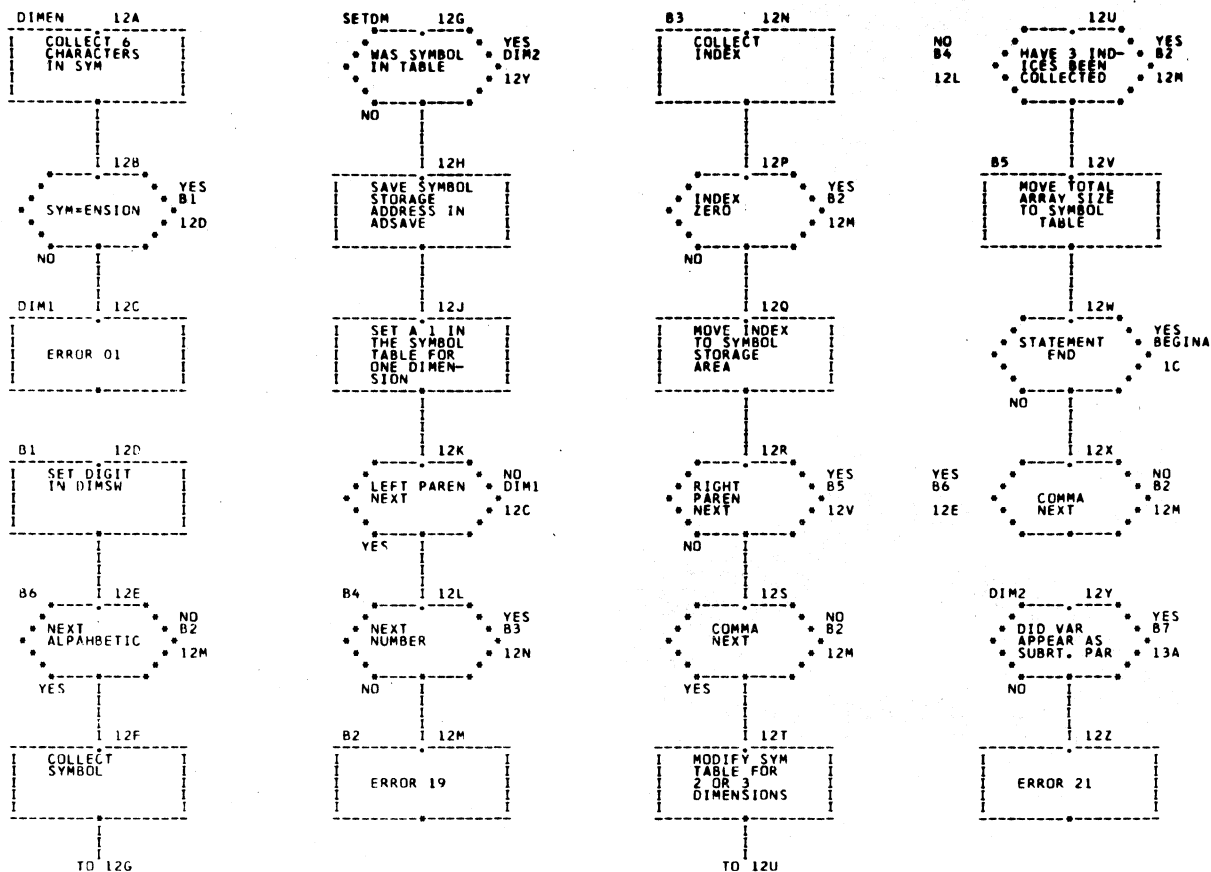 DIMEN 12A
COLLECT 6
CHARACTERS
IN SYM
12B
SYM=ENSION
YES
B1
12D
NO
DIM1 12C
ERROR 01
B1 12D
SET DIGIT
IN DIMSW
B6 12E
NEXT
ALPAHBETIC
NO
B2
12M
YES
12F
COLLECT
SYMBOL
TO 12G
SETDM 12G
WAS SYMBOL
IN TABLE
YES
DIM2
12Y
NO
12H
SAVE SYMBOL
STORAGE
ADDRESS IN
ADSAVE
12J
SET A 1 IN
THE SYMBOL
TABLE FOR
ONE DIMEN-
SION
12K
LEFT PAREN
NEXT
NO
DIM1
12C
YES
B4 12L
NEXT
NUMBER
YES
B3
12N
NO
B2 12M
ERROR 19
B3 12N
COLLECT
INDEX
12P
INDEX
ZERO
YES
B2
12M
NO
12Q
MOVE INDEX
TO SYMBOL
STORAGE
AREA
12R
RIGHT
PAREN
NEXT
YES
B5
12V
NO
12S
COMMA
NEXT
NO
B2
12M
YES
12T
MODIFY SYM
TABLE FOR
2 OR 3
DIMENSIONS
TO 12U
12U
NO
B4
12L
HAVE 3 IND-
ICES BEEN
COLLECTED
YES
B2
12M
B5 12V
MOVE TOTAL
ARRAY SIZE
TO SYMBOL
TABLE
12W
STATEMENT
END
YES
BEGINA
1C
NO
12X
YES
B6
12E
COMMA
NEXT
NO
B2
12M
DIM2 12Y
DID VAR
APPEAR AS
SUBRT. PAR
YES
B7
13A
NO
12Z
ERROR 21